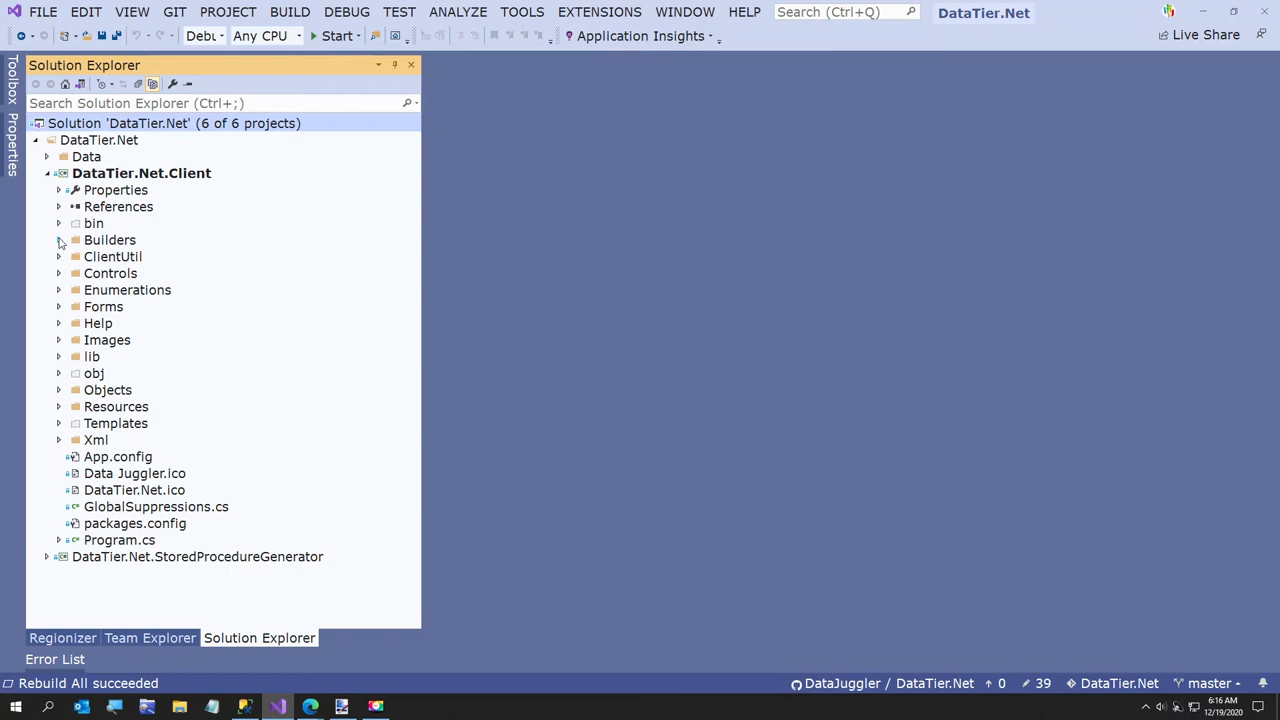 FILE EDIT VIEW GIT PROJECT BUILD DEBUG TEST ANALYZE TOOLS EXTENSIONS WINDOW HELP Search (Ctrl+Q) DataTier.Net
Debu Any CPU Start Application Insights Live Share
Toolbox
Properties
Solution Explorer
Search Solution Explorer (Ctrl+;)
Solution 'DataTier.Net' (6 of 6 projects)
DataTier.Net
Data
DataTier.Net.Client
Properties
References
bin
Builders
ClientUtil
Controls
Enumerations
Forms
Help
Images
lib
obj
Objects
Resources
Templates
Xml
App.config
Data Juggler.ico
DataTier.Net.ico
GlobalSuppressions.cs
packages.config
Program.cs
DataTier.Net.StoredProcedureGenerator
Regionizer Team Explorer Solution Explorer
Error List
Rebuild All succeeded DataJuggler / DataTier.Net 0 39 DataTier.Net master
6:16 AM
12/19/2020